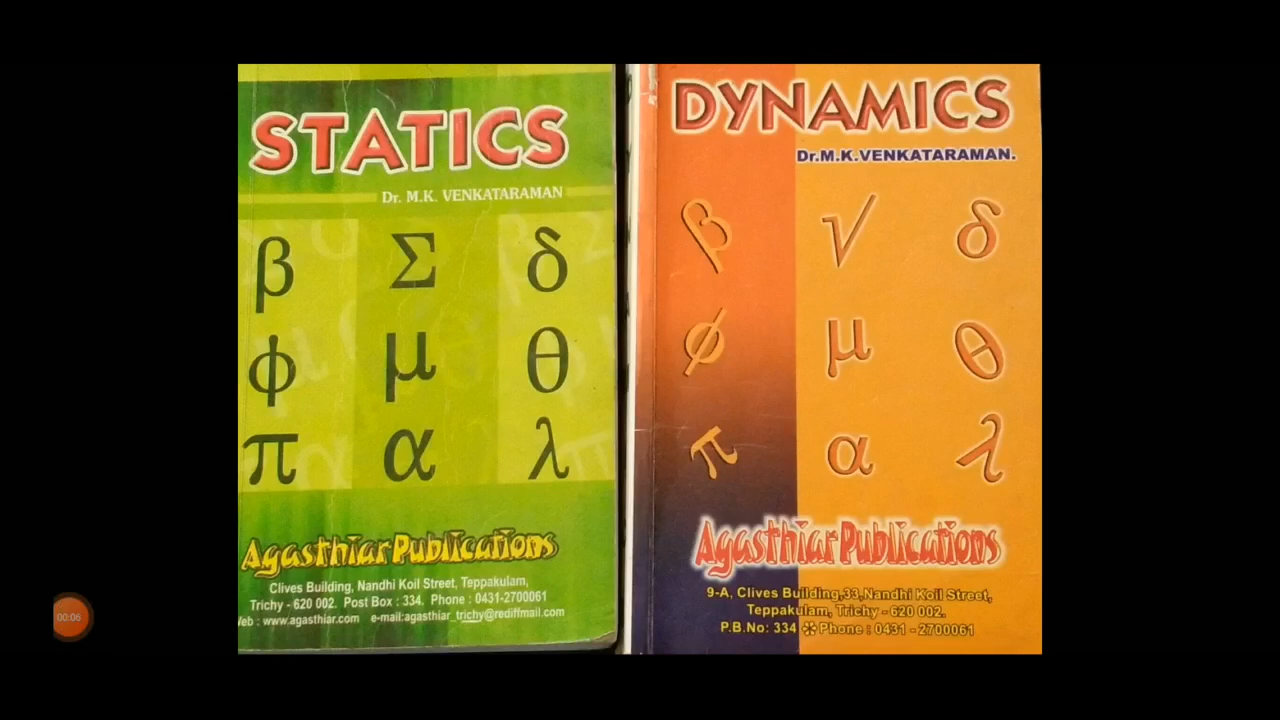 STATICS
Dr. M.K. VENKATARAMAN
β Σ δ
ϕ μ θ
π α λ
Agasthiar Publications
Clives Building, Nandhi Koil Street, Teppakulam,
Trichy - 620 002. Post Box : 334. Phone : 0431-2700061
Web : www.agasthiar.com e-mail:agasthiar_trichy@rediffmail.com
DYNAMICS
Dr.M.K.VENKATARAMAN.
β √ δ
ϕ μ θ
π α λ
Agasthiar Publications
9-A, Clives Building,33,Nandhi Koil Street,
Teppakulam, Trichy - 620 002.
P.B.No: 334 ✼ Phone : 0431 - 2700061
00:06